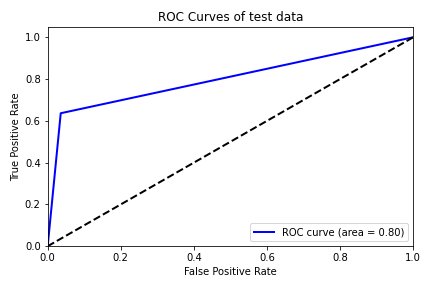 ROC Curves of test data
True Positive Rate
1.0
0.8
0.6
0.4
0.2
0.0
ROC curve (area = 0.80)
0.0 0.2 0.4 0.6 0.8 1.0
False Positive Rate